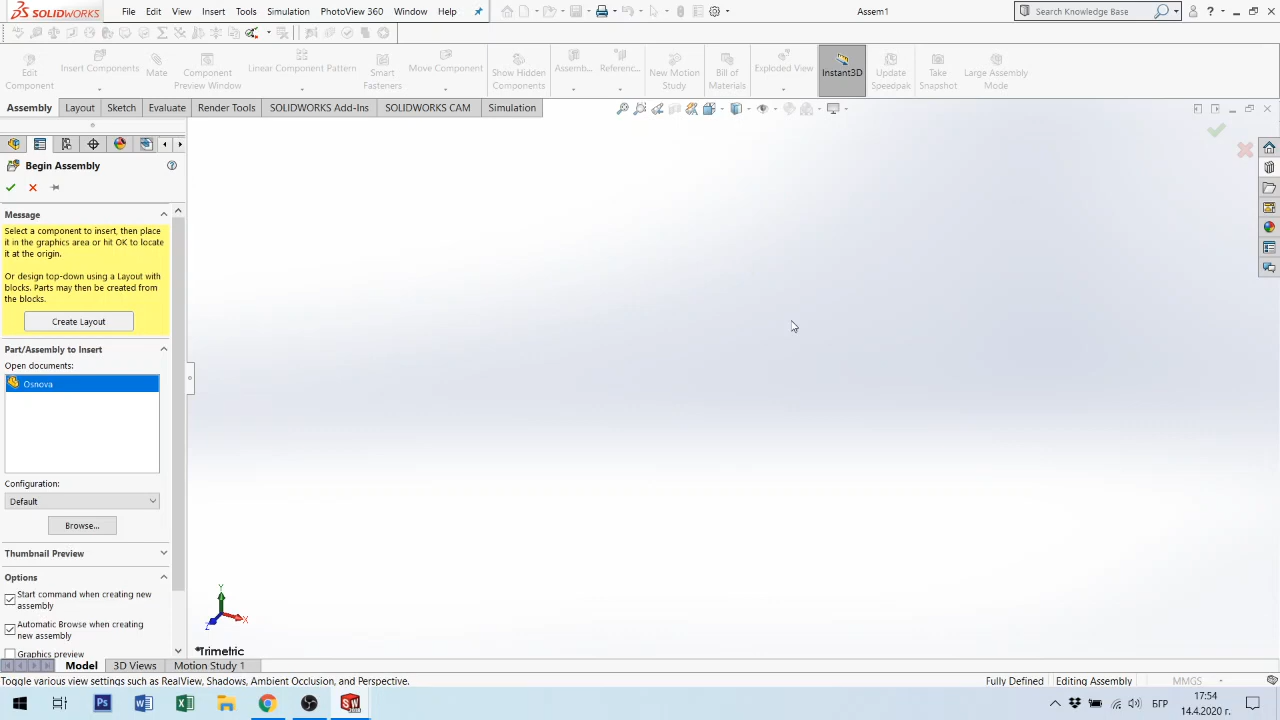 SOLIDWORKS File Edit View Insert Tools Simulation PhotoView 360 Window Help Assem1 Search Knowledge Base
Edit Component
Insert Components
Mate
Component Preview Window
Linear Component Pattern
Smart Fasteners
Move Component
Show Hidden Components
Assemb...
Referenc...
New Motion Study
Bill of Materials
Exploded View
Instant3D
Update Speedpak
Take Snapshot
Large Assembly Mode
Assembly Layout Sketch Evaluate Render Tools SOLIDWORKS Add-Ins SOLIDWORKS CAM Simulation
Begin Assembly
Message
Select a component to insert, then place
it in the graphics area or hit OK to locate
it at the origin.
Or design top-down using a Layout with
blocks. Parts may then be created from
the blocks.
Create Layout
Part/Assembly to Insert
Open documents:
Osnova
Configuration:
Default
Browse...
Thumbnail Preview
Options
Start command when creating new
assembly
Automatic Browse when creating
new assembly
Graphics preview
Y
X
Z
*Trimetric
Model 3D Views Motion Study 1
Toggle various view settings such as RealView, Shadows, Ambient Occlusion, and Perspective. Fully Defined Editing Assembly MMGS
БГР
17:54
14.4.2020 г.